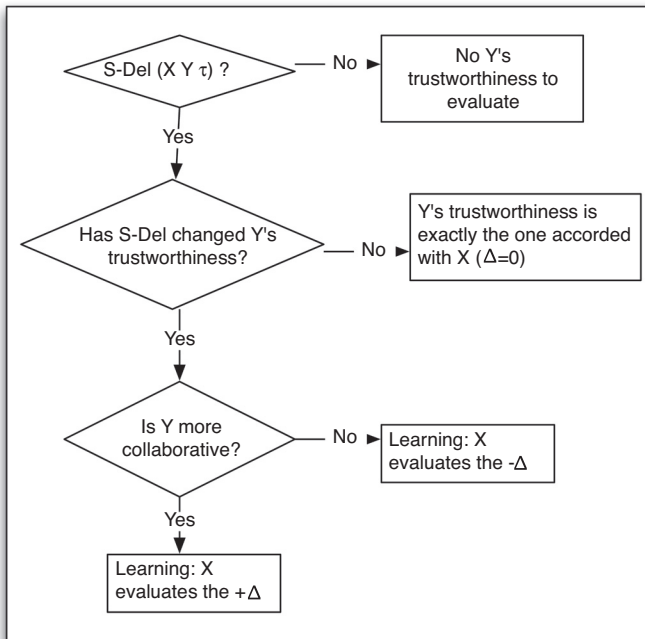 S-Del (X Y τ) ?
No
No Y's
trustworthiness to
evaluate
Yes
Has S-Del changed Y's
trustworthiness?
No
Y's trustworthiness is
exactly the one accorded
with X (Δ=0)
Yes
Is Y more
collaborative?
No
Learning: X
evaluates the -Δ
Yes
Learning: X
evaluates the +Δ